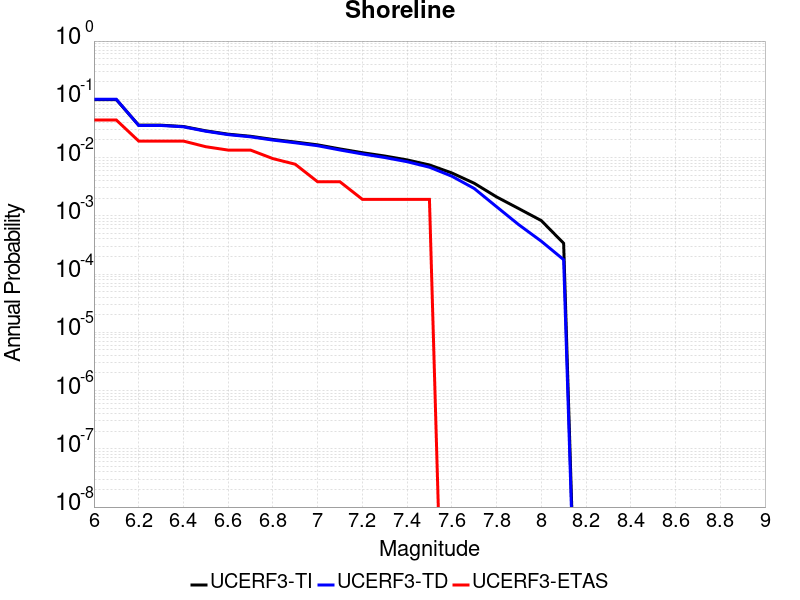 Shoreline
10^0
10^-1
10^-2
10^-3
10^-4
10^-5
10^-6
10^-7
10^-8
Annual Probability
6 6.2 6.4 6.6 6.8 7 7.2 7.4 7.6 7.8 8 8.2 8.4 8.6 8.8 9
Magnitude
UCERF3-TI UCERF3-TD UCERF3-ETAS